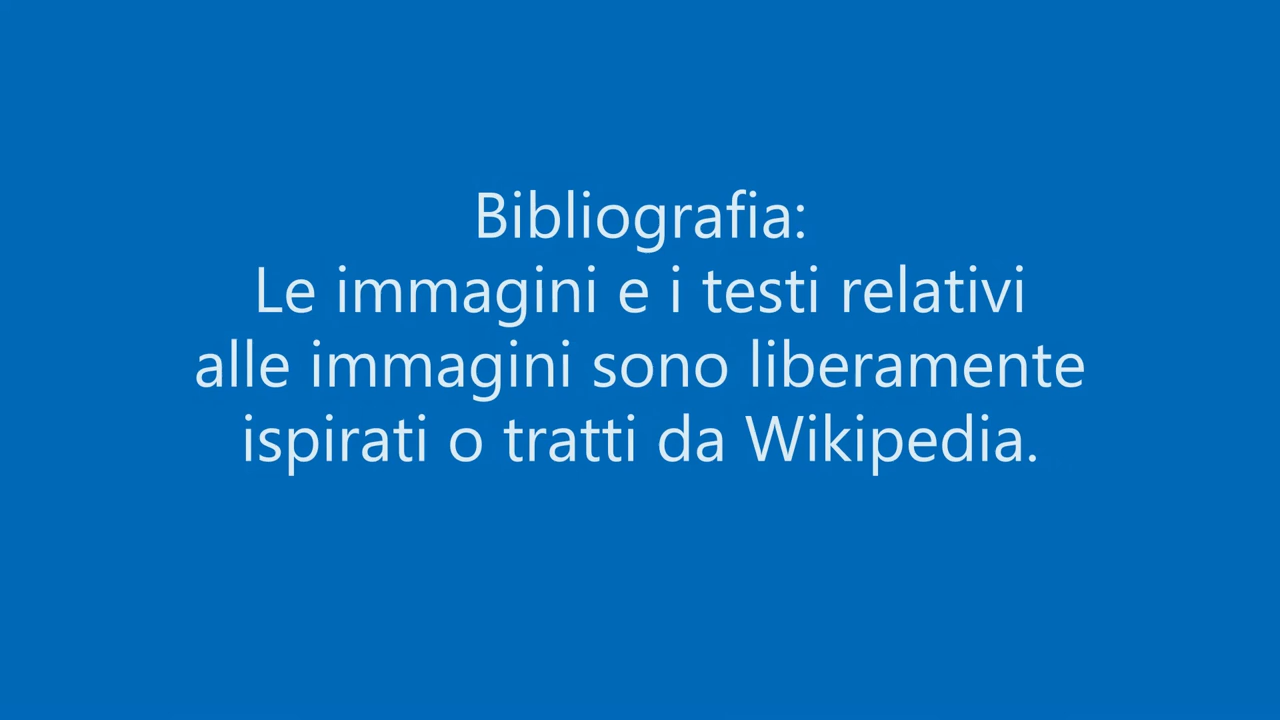 Bibliografia:
Le immagini e i testi relativi
alle immagini sono liberamente
ispirati o tratti da Wikipedia.